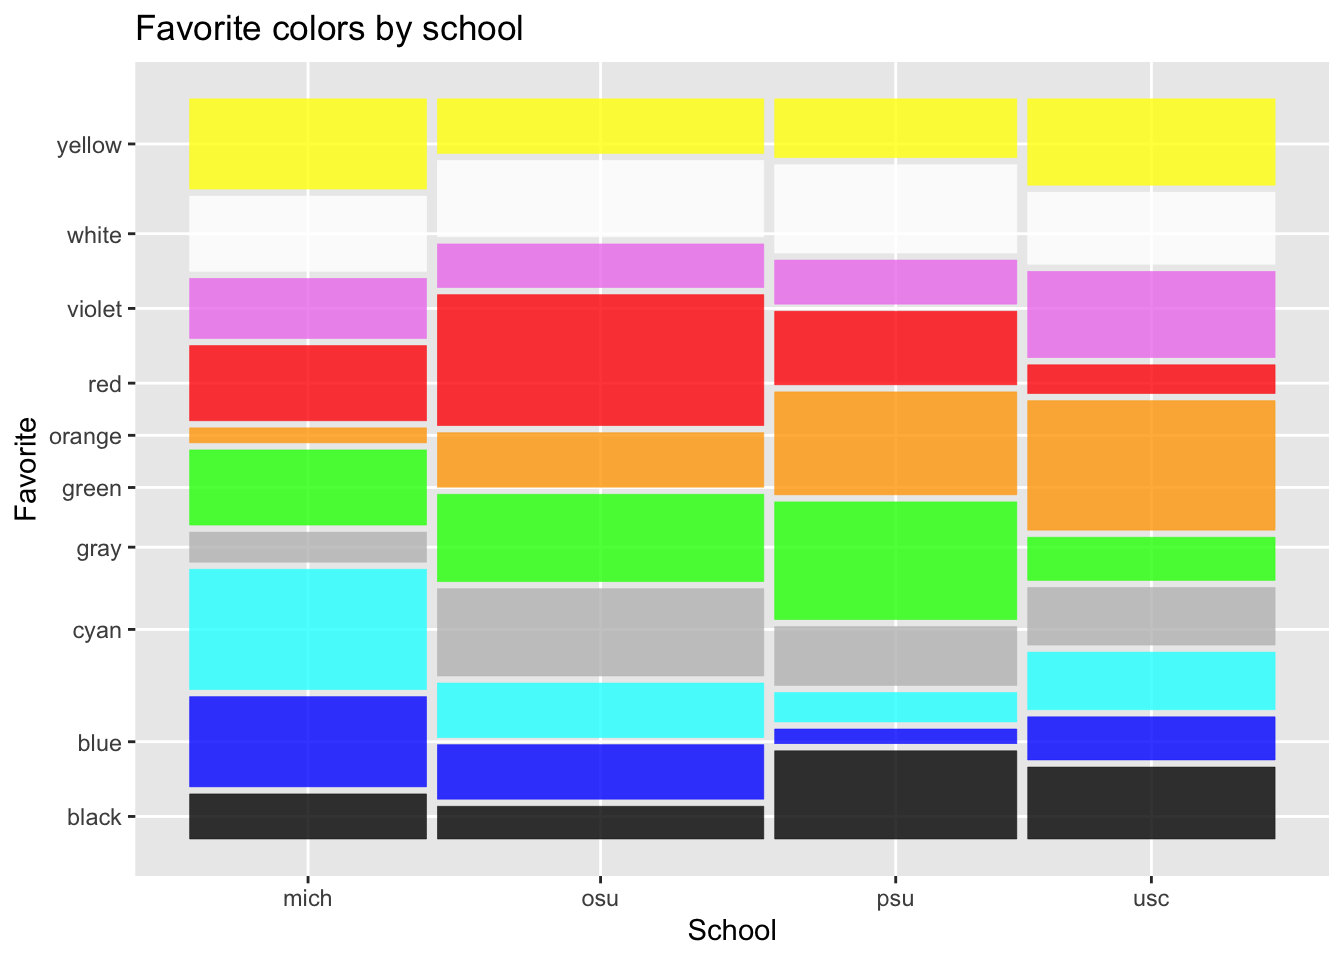 Favorite colors by school
yellow
white
violet
red
orange
green
gray
cyan
blue
black
Favorite
mich osu psu usc
School